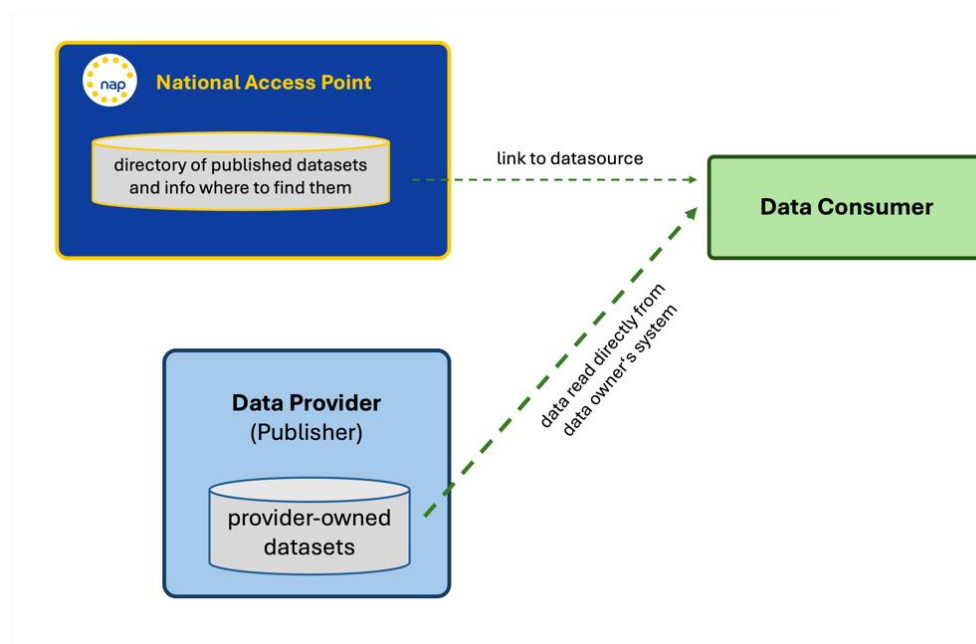 nap
National Access Point
directory of published datasets
and info where to find them
link to datasource
Data Consumer
data read directly from
data owner‘s system
Data Provider
(Publisher)
provider-owned
datasets